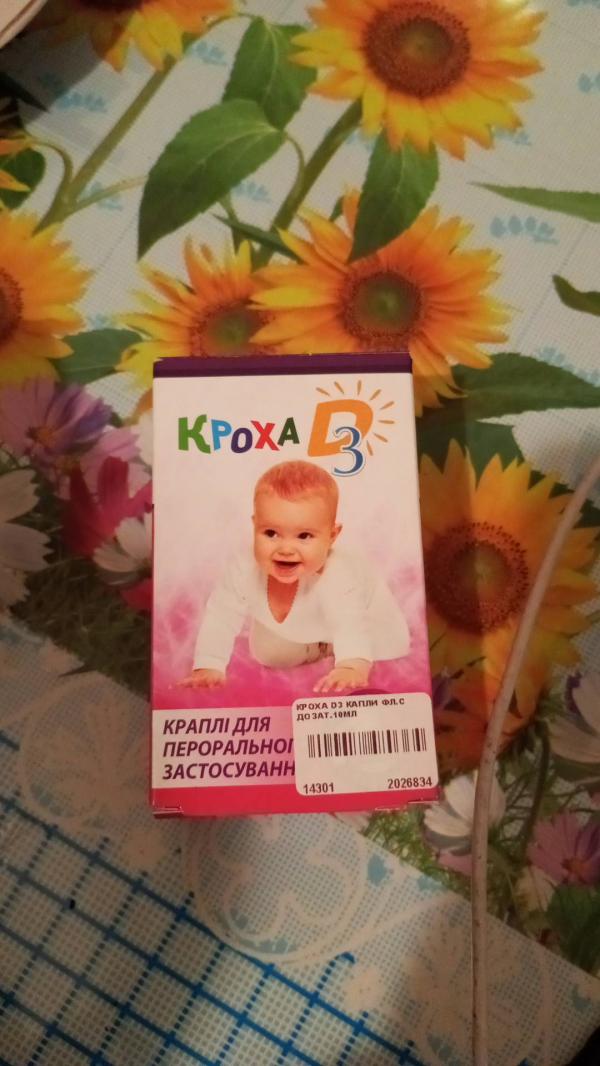 КРОХА D3
КРАПЛІ ДЛЯ
ПЕРОРАЛЬНОГ
ЗАСТОСУВАНН
КРОХА D3 КАПЛИ ФЛ.С
ДОЗАТ.10МЛ
14301 2026834